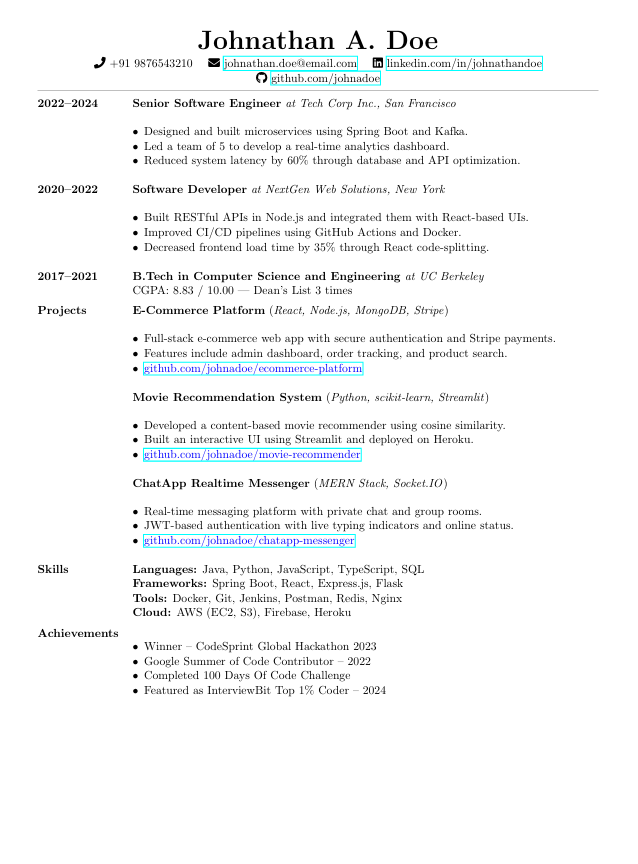 Johnathan A. Doe
+91 9876543210 johnathan.doe@email.com linkedin.com/in/johnathandoe
github.com/johnadoe
2022–2024 Senior Software Engineer at Tech Corp Inc., San Francisco
• Designed and built microservices using Spring Boot and Kafka.
• Led a team of 5 to develop a real-time analytics dashboard.
• Reduced system latency by 60% through database and API optimization.
2020–2022 Software Developer at NextGen Web Solutions, New York
• Built RESTful APIs in Node.js and integrated them with React-based UIs.
• Improved CI/CD pipelines using GitHub Actions and Docker.
• Decreased frontend load time by 35% through React code-splitting.
2017–2021 B.Tech in Computer Science and Engineering at UC Berkeley
CGPA: 8.83 / 10.00 — Dean's List 3 times
Projects E-Commerce Platform (React, Node.js, MongoDB, Stripe)
• Full-stack e-commerce web app with secure authentication and Stripe payments.
• Features include admin dashboard, order tracking, and product search.
• github.com/johnadoe/ecommerce-platform
Movie Recommendation System (Python, scikit-learn, Streamlit)
• Developed a content-based movie recommender using cosine similarity.
• Built an interactive UI using Streamlit and deployed on Heroku.
• github.com/johnadoe/movie-recommender
ChatApp Realtime Messenger (MERN Stack, Socket.IO)
• Real-time messaging platform with private chat and group rooms.
• JWT-based authentication with live typing indicators and online status.
• github.com/johnadoe/chatapp-messenger
Skills Languages: Java, Python, JavaScript, TypeScript, SQL
Frameworks: Spring Boot, React, Express.js, Flask
Tools: Docker, Git, Jenkins, Postman, Redis, Nginx
Cloud: AWS (EC2, S3), Firebase, Heroku
Achievements
• Winner – CodeSprint Global Hackathon 2023
• Google Summer of Code Contributor – 2022
• Completed 100 Days Of Code Challenge
• Featured as InterviewBit Top 1% Coder – 2024